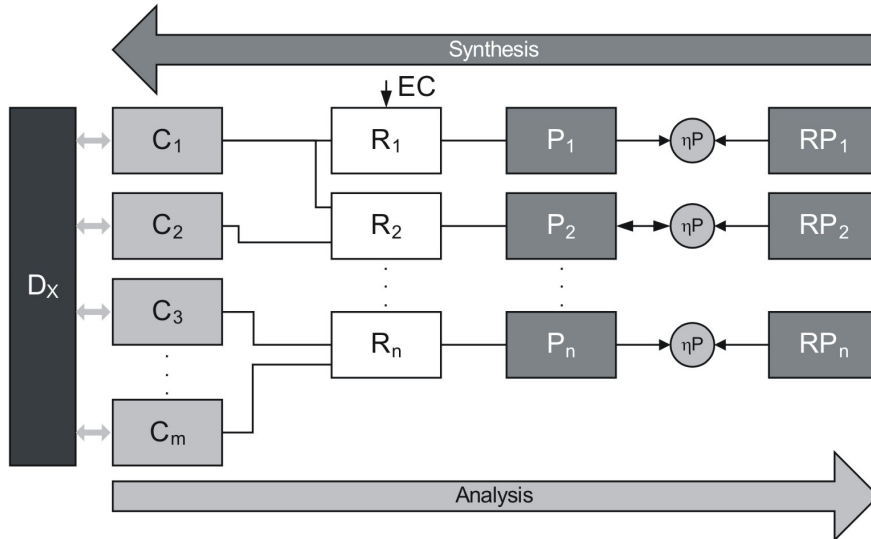 Synthesis
EC
C₁ R₁ P₁ ηP RP₁
C₂ R₂ P₂ ηP RP₂
Dₓ
C₃
Rₙ Pₙ ηP RPₙ
Cₘ
Analysis